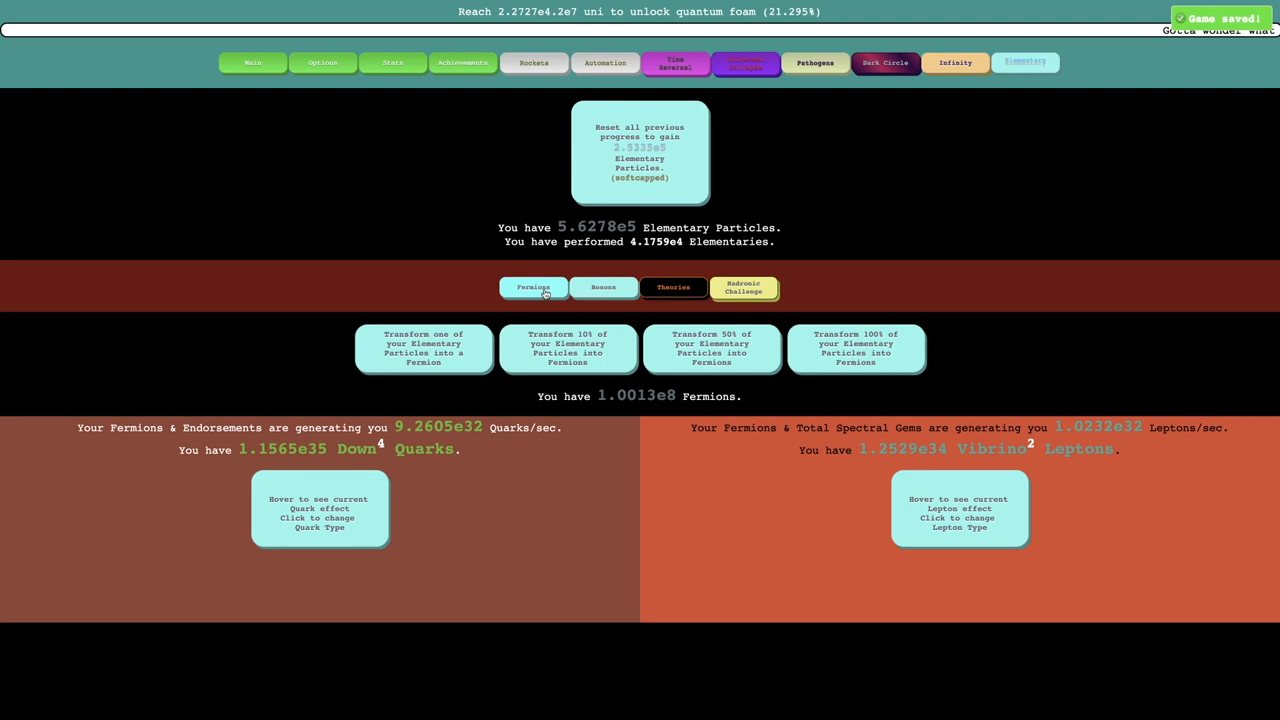 Reach 2.2727e4.2e7 uni to unlock quantum foam (21.295%)
Game saved!
Gotta wonder what
Main
Options
Stats
Achievements
Rockets
Automation
Time
Reversal
Pathogens
Dark Circle
Infinity
Elementary
Reset all previous
progress to gain
2.5335e5
Elementary
Particles.
(softcapped)
You have 5.6278e5 Elementary Particles.
You have performed 4.1759e4 Elementaries.
Fermions
Bosons
Theories
Hadronic
Challenge
Transform one of
your Elementary
Particles into a
Fermion
Transform 10% of
your Elementary
Particles into
Fermions
Transform 50% of
your Elementary
Particles into
Fermions
Transform 100% of
your Elementary
Particles into
Fermions
You have 1.0013e8 Fermions.
Your Fermions & Endorsements are generating you 9.2605e32 Quarks/sec.
You have 1.1565e35 Down⁴ Quarks.
Hover to see current
Quark effect
Click to change
Quark Type
Your Fermions & Total Spectral Gems are generating you 1.0232e32 Leptons/sec.
You have 1.2529e34 Vibrino² Leptons.
Hover to see current
Lepton effect
Click to change
Lepton Type